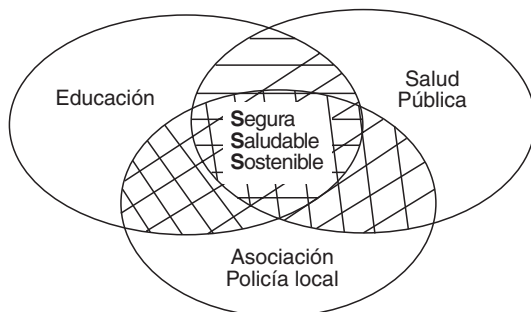 Educación
Salud
Pública
Segura
Saludable
Sostenible
Asociación
Policía local